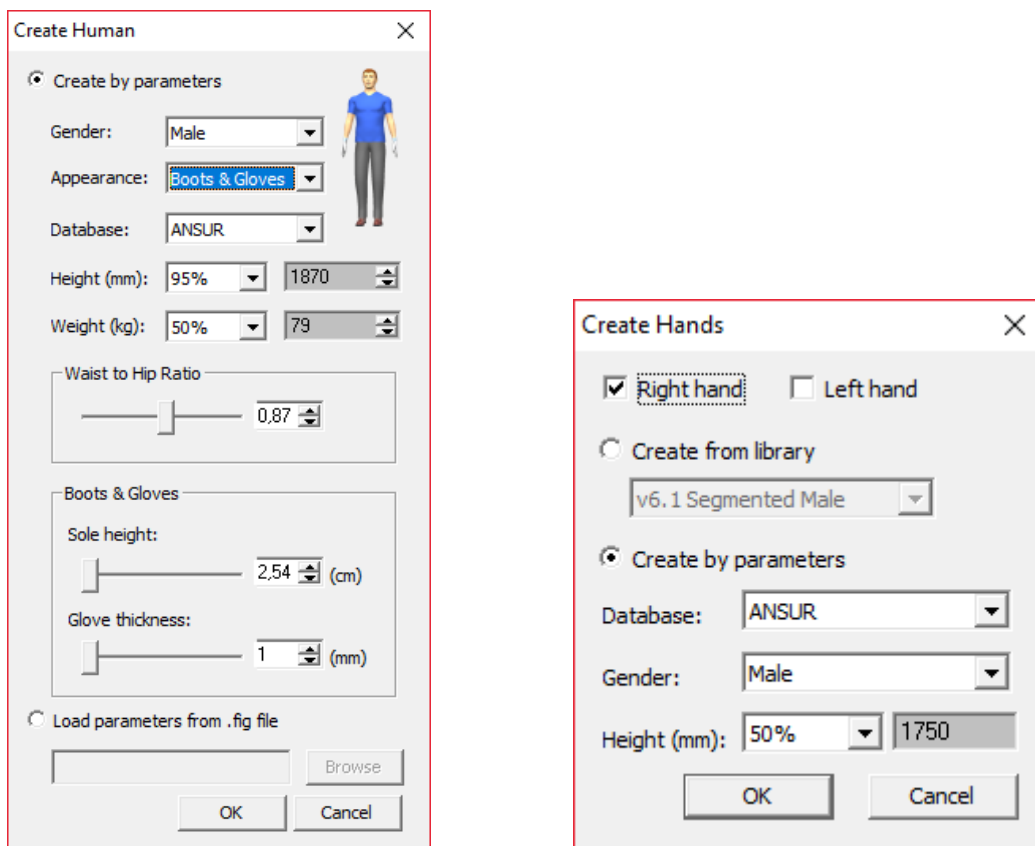 Create Human
Create by parameters
Gender: Male
Appearance: Boots & Gloves
Database: ANSUR
Height (mm): 95% 1870
Weight (kg): 50% 79
Waist to Hip Ratio
0,87
Boots & Gloves
Sole height:
2,54 (cm)
Glove thickness:
1 (mm)
Load parameters from .fig file
Browse
OK Cancel
Create Hands
Right hand Left hand
Create from library
v6.1 Segmented Male
Create by parameters
Database: ANSUR
Gender: Male
Height (mm): 50% 1750
OK Cancel